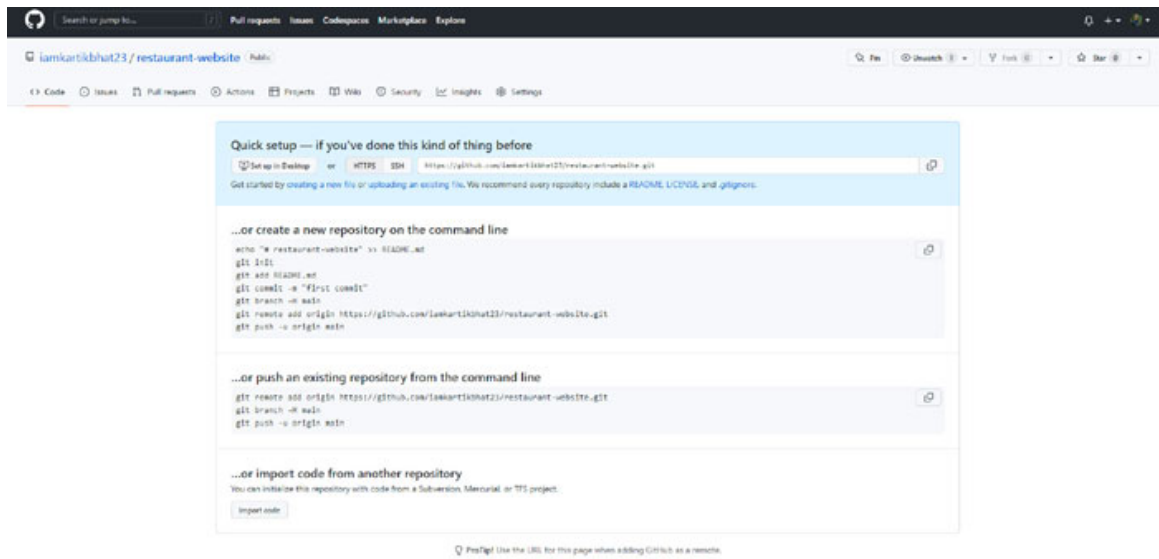 Search or jump to... / Pull requests Issues Codespaces Marketplace Explore
iamkartikbhat23 / restaurant-website Public
Pin Unwatch 1 Fork 0 Star 0
<> Code Issues Pull requests Actions Projects Wiki Security Insights Settings
Quick setup — if you've done this kind of thing before
Set up in Desktop or HTTPS SSH https://github.com/iamkartikbhat23/restaurant-website.git
Get started by creating a new file or uploading an existing file. We recommend every repository include a README, LICENSE, and .gitignore.
...or create a new repository on the command line
echo "# restaurant-website" >> README.md
git init
git add README.md
git commit -m "first commit"
git branch -M main
git remote add origin https://github.com/iamkartikbhat23/restaurant-website.git
git push -u origin main
...or push an existing repository from the command line
git remote add origin https://github.com/iamkartikbhat23/restaurant-website.git
git branch -M main
git push -u origin main
...or import code from another repository
You can initialize this repository with code from a Subversion, Mercurial, or TFS project.
Import code
ProTip! Use the URL for this page when adding GitHub as a remote.